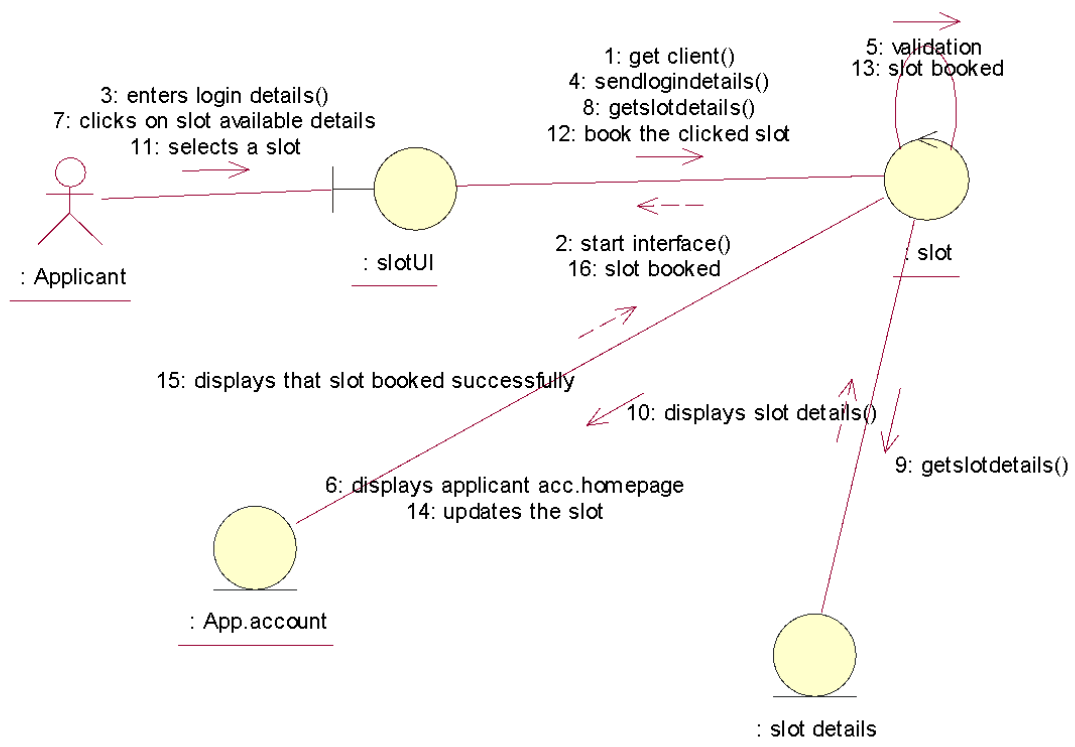 1: get client()
4: sendlogindetails()
8: getslotdetails()
12: book the clicked slot
5: validation
13: slot booked
3: enters login details()
7: clicks on slot available details
11: selects a slot
: Applicant
: slotUI
: slot
2: start interface()
16: slot booked
15: displays that slot booked successfully
10: displays slot details()
9: getslotdetails()
6: displays applicant acc.homepage
14: updates the slot
: App.account
: slot details